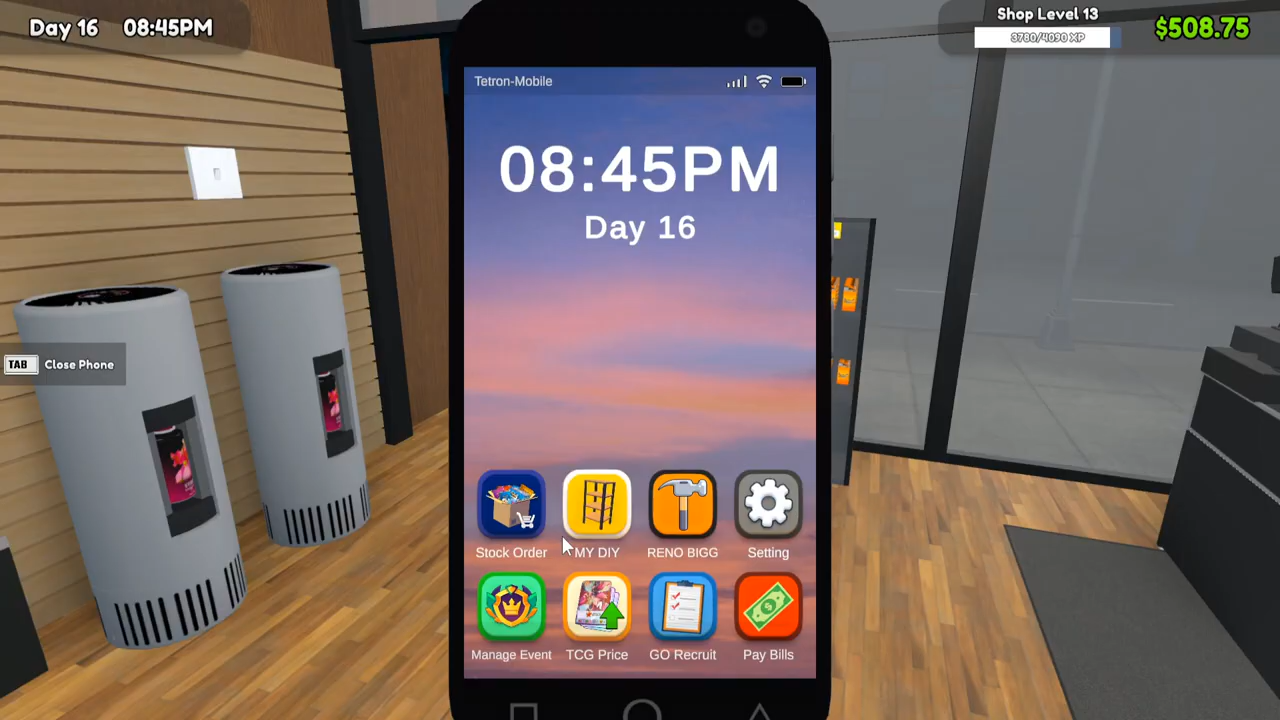 Day 16 08:45PM
Shop Level 13
3780/4098 XP
$508.75
Tetron-Mobile
08:45PM
Day 16
TAB Close Phone
Stock Order MY DIY RENO BIGG Setting
Manage Event TCG Price GO Recruit Pay Bills